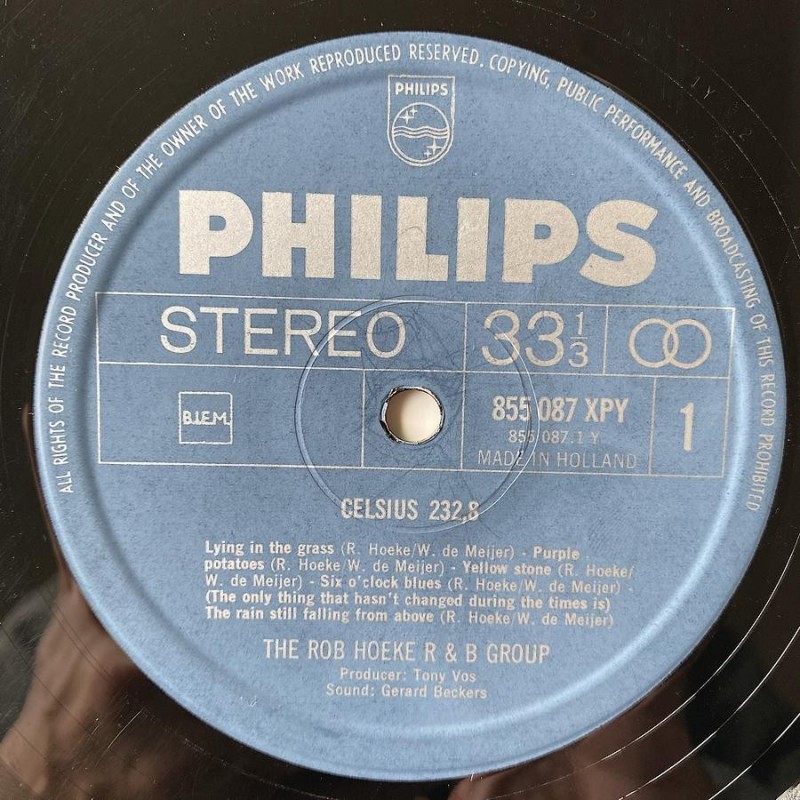 ALL RIGHTS OF THE RECORD PRODUCER AND OF THE OWNER OF THE WORK REPRODUCED RESERVED. COPYING, PUBLIC PERFORMANCE AND BROADCASTING OF THIS RECORD PROHIBITED
PHILIPS
PHILIPS
STEREO
33 1/3
B.I.E.M.
855 087 XPY
855 087.1 Y
MADE IN HOLLAND
1
CELSIUS 232,8
Lying in the grass (R. Hoeke/W. de Meijer) - Purple
potatoes (R. Hoeke/W. de Meijer) - Yellow stone (R. Hoeke/
W. de Meijer) - Six o'clock blues (R. Hoeke/W. de Meijer) -
(The only thing that hasn't changed during the times is)
The rain still falling from above (R. Hoeke/W. de Meijer)
THE ROB HOEKE R & B GROUP
Producer: Tony Vos
Sound: Gerard Beckers